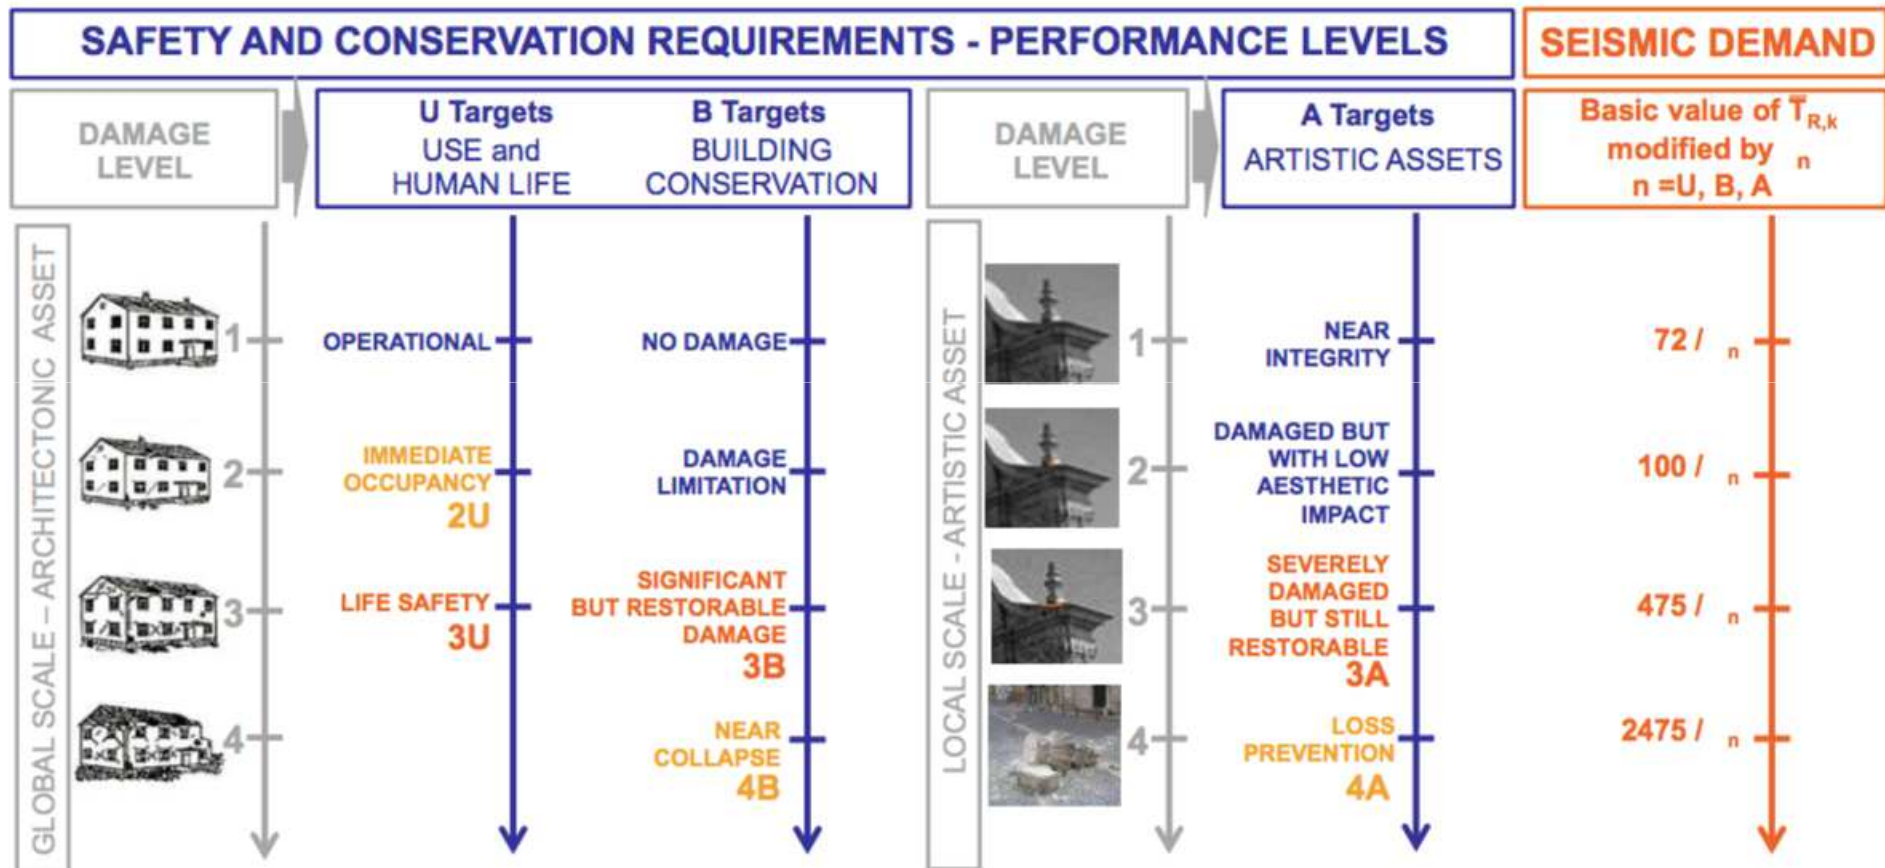 SAFETY AND CONSERVATION REQUIREMENTS - PERFORMANCE LEVELS
SEISMIC DEMAND
DAMAGE
LEVEL
U Targets
USE and
HUMAN LIFE
B Targets
BUILDING
CONSERVATION
DAMAGE
LEVEL
A Targets
ARTISTIC ASSETS
Basic value of T̅R,k
modified by n
n =U, B, A
GLOBAL SCALE – ARCHITECTONIC ASSET
1
2
3
4
OPERATIONAL
IMMEDIATE
OCCUPANCY
2U
LIFE SAFETY
3U
NO DAMAGE
DAMAGE
LIMITATION
SIGNIFICANT
BUT RESTORABLE
DAMAGE
3B
NEAR
COLLAPSE
4B
LOCAL SCALE - ARTISTIC ASSET
1
2
3
4
NEAR
INTEGRITY
DAMAGED BUT
WITH LOW
AESTHETIC
IMPACT
SEVERELY
DAMAGED
BUT STILL
RESTORABLE
3A
LOSS
PREVENTION
4A
72 / n
100 / n
475 / n
2475 / n